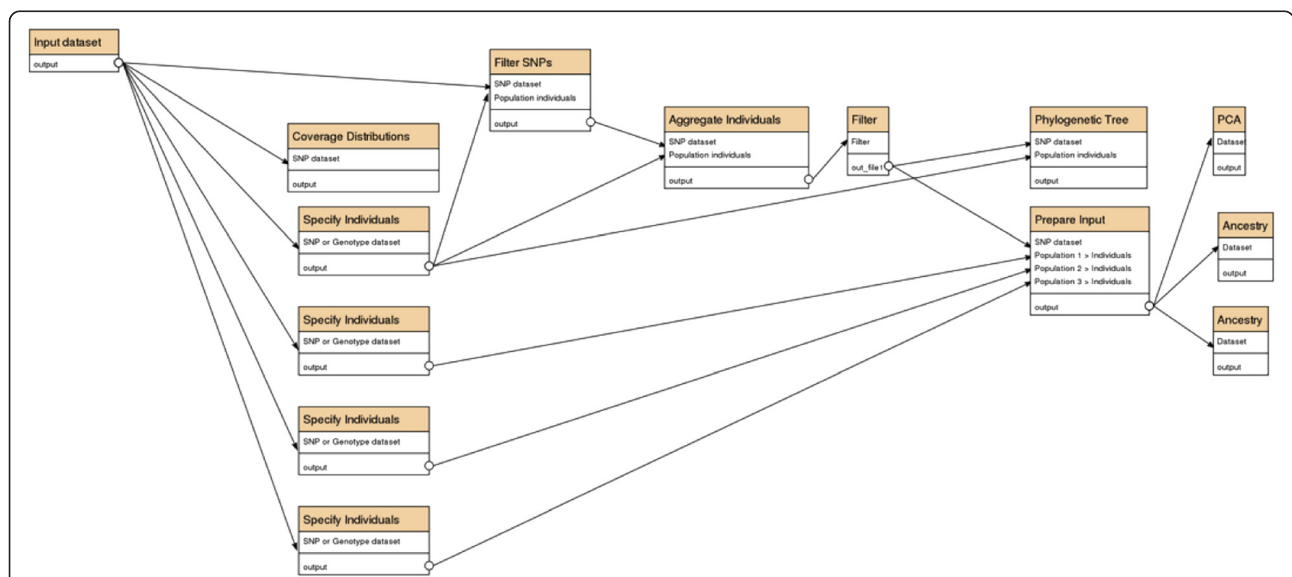 Input dataset
output
Filter SNPs
SNP dataset
Population individuals
output
Coverage Distributions
SNP dataset
output
Aggregate Individuals
SNP dataset
Population individuals
output
Filter
Filter
out_file1
Phylogenetic Tree
SNP dataset
Population individuals
output
PCA
Dataset
output
Specify Individuals
SNP or Genotype dataset
output
Prepare Input
SNP dataset
Population 1 > Individuals
Population 2 > Individuals
Population 3 > Individuals
output
Ancestry
Dataset
output
Specify Individuals
SNP or Genotype dataset
output
Ancestry
Dataset
output
Specify Individuals
SNP or Genotype dataset
output
Specify Individuals
SNP or Genotype dataset
output